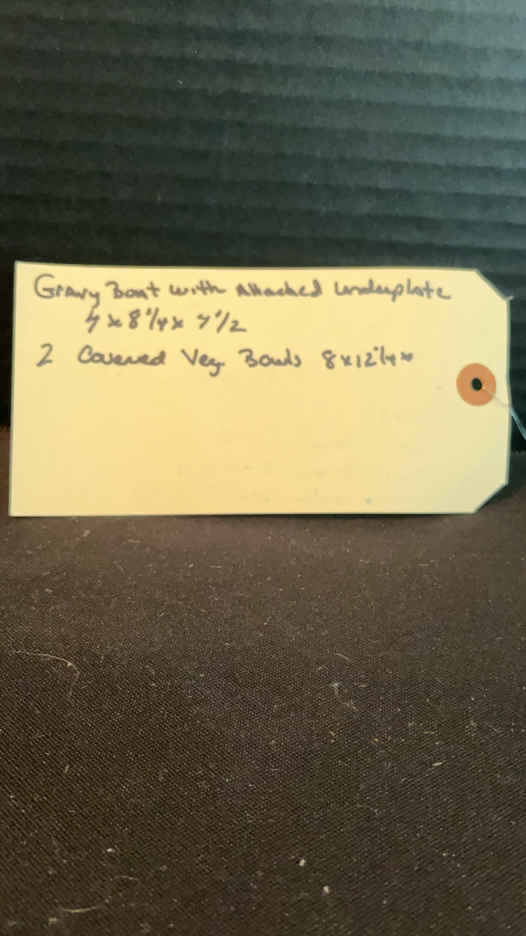 Gravy Boat with Attached Underplate
4 x 8 1/4 x 7 1/2
2 Covered Veg Bowls 8 x 12 1/4 x